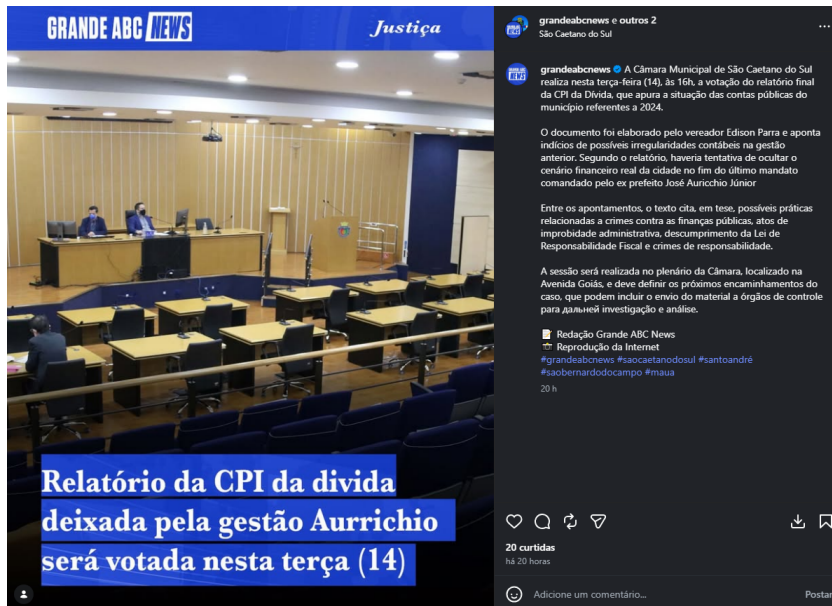 GRANDE ABC NEWS
Justiça
Relatório da CPI da divida
deixada pela gestão Aurrichio
será votada nesta terça (14)
grandeabcnews e outros 2
São Caetano do Sul
grandeabcnews A Câmara Municipal de São Caetano do Sul
realiza nesta terça-feira (14), às 16h, a votação do relatório final
da CPI da Dívida, que apura a situação das contas públicas do
município referentes a 2024.
O documento foi elaborado pelo vereador Edison Parra e aponta
indícios de possíveis irregularidades contábeis na gestão
anterior. Segundo o relatório, haveria tentativa de ocultar o
cenário financeiro real da cidade no fim do último mandato
comandado pelo ex prefeito José Auricchio Júnior
Entre os apontamentos, o texto cita, em tese, possíveis práticas
relacionadas a crimes contra as finanças públicas, atos de
improbidade administrativa, descumprimento da Lei de
Responsabilidade Fiscal e crimes de responsabilidade.
A sessão será realizada no plenário da Câmara, localizado na
Avenida Goiás, e deve definir os próximos encaminhamentos do
caso, que podem incluir o envio do material a órgãos de controle
para дальней investigação e análise.
Redação Grande ABC News
Reprodução da Internet
#grandeabcnews #saocaetanodosul #santoandré
#saobernardodocampo #maua
20 h
20 curtidas
há 20 horas
Adicione um comentário...
Postar